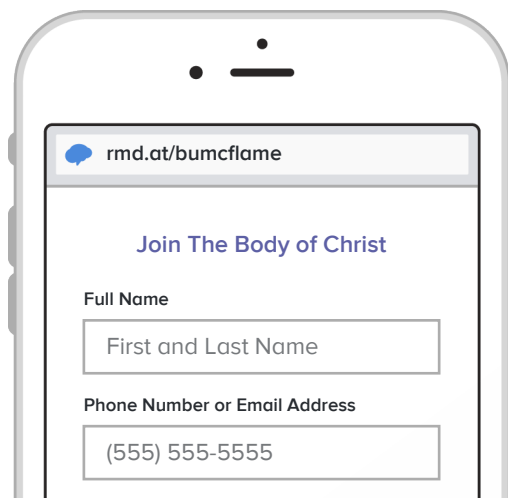 rmd.at/bumcflame
Join The Body of Christ
Full Name
First and Last Name
Phone Number or Email Address
(555) 555-5555